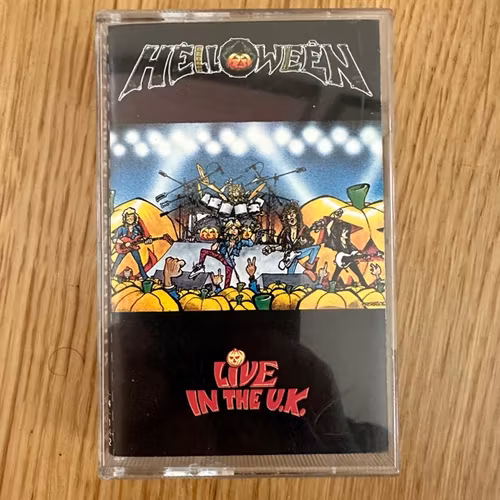 HELLOWEEN
LIVE
IN THE U.K.